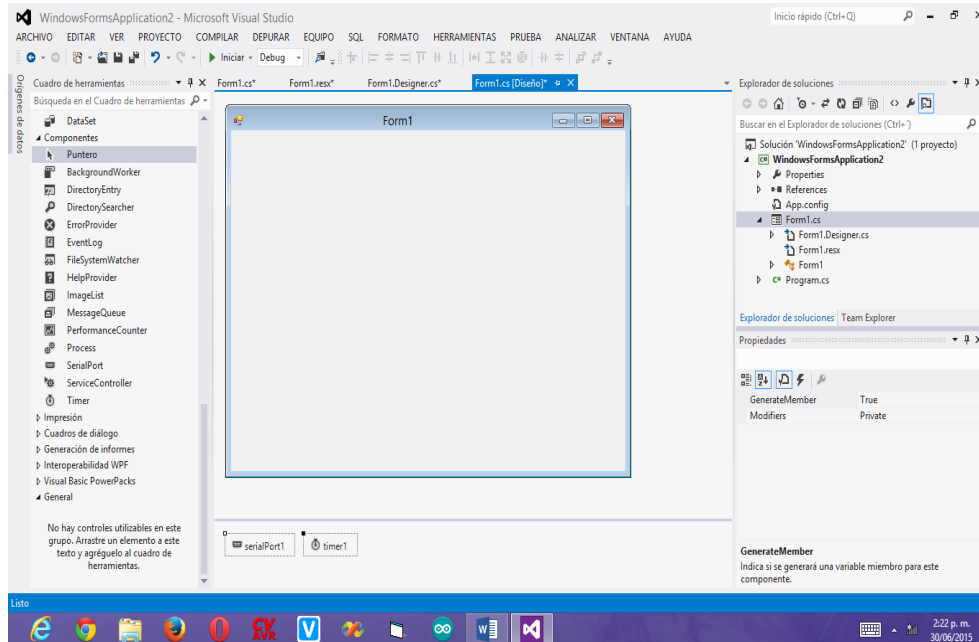 WindowsFormsApplication2 - Microsoft Visual Studio
Inicio rápido (Ctrl+Q)
ARCHIVO EDITAR VER PROYECTO COMPILAR DEPURAR EQUIPO SQL FORMATO HERRAMIENTAS PRUEBA ANALIZAR VENTANA AYUDA
Iniciar Debug
Orígenes de datos
Cuadro de herramientas
Búsqueda en el Cuadro de herramientas
DataSet
Componentes
Puntero
BackgroundWorker
DirectoryEntry
DirectorySearcher
ErrorProvider
EventLog
FileSystemWatcher
HelpProvider
ImageList
MessageQueue
PerformanceCounter
Process
SerialPort
ServiceController
Timer
Impresión
Cuadros de diálogo
Generación de informes
Interoperabilidad WPF
Visual Basic PowerPacks
General
No hay controles utilizables en este
grupo. Arrastre un elemento a este
texto y agréguelo al cuadro de
herramientas.
Form1.cs* Form1.resx* Form1.Designer.cs* Form1.cs [Diseño]*
Form1
serialPort1 timer1
Explorador de soluciones
Buscar en el Explorador de soluciones (Ctrl+¨)
Solución 'WindowsFormsApplication2' (1 proyecto)
C# WindowsFormsApplication2
Properties
References
App.config
Form1.cs
Form1.Designer.cs
Form1.resx
Form1
C# Program.cs
Explorador de soluciones Team Explorer
Propiedades
GenerateMember True
Modifiers Private
GenerateMember
Indica si se generará una variable miembro para este
componente.
Listo
CV
AVR
V
W
2:22 p. m.